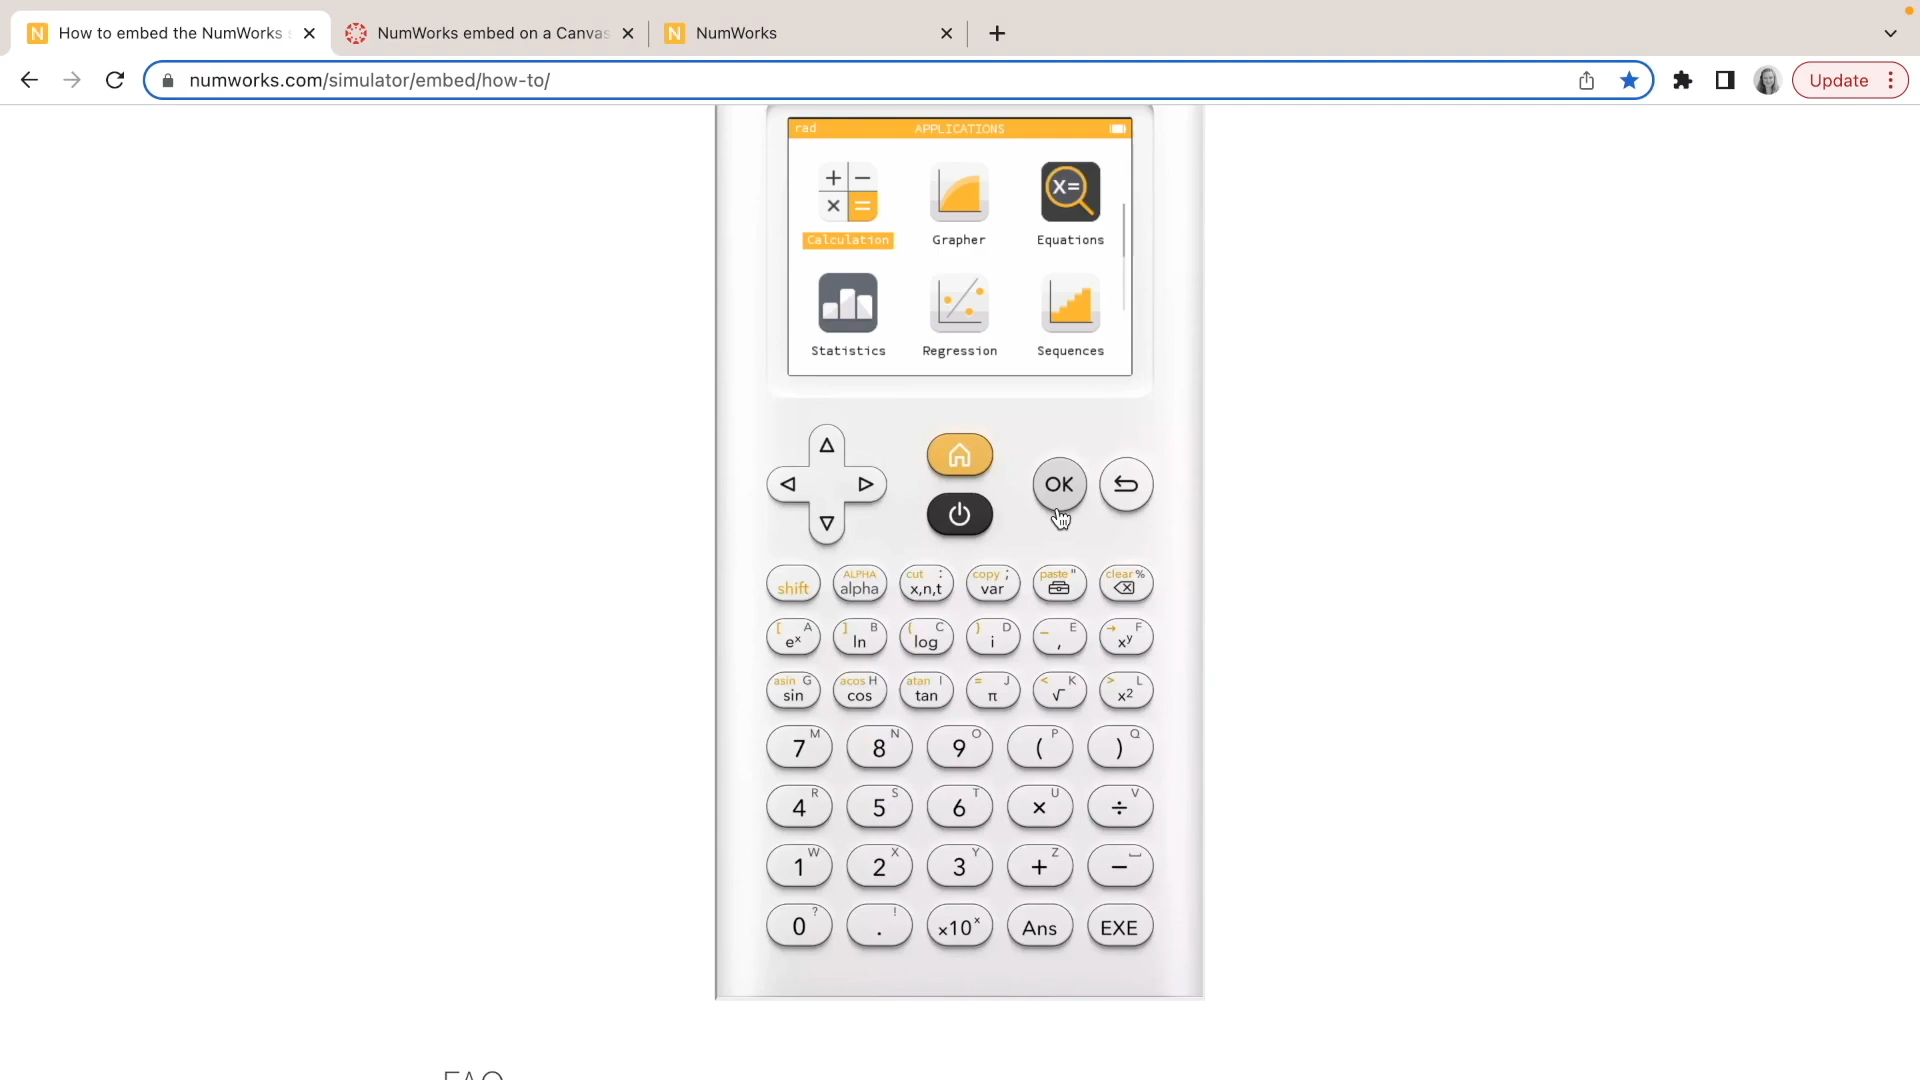 How to embed the NumWorks s
NumWorks embed on a Canvas
NumWorks
numworks.com/simulator/embed/how-to/
Update
rad APPLICATIONS
+ − × =
X=
Calculation Grapher Equations
Statistics Regression Sequences
OK
shift
ALPHA alpha
cut : x,n,t
copy ; var
paste "
clear %
[ A eˣ
] B ln
{ C log
} D i
_ E ,
→ F xʸ
asin G sin
acos H cos
atan I tan
= J π
< K √
> L x²
7 M 8 N 9 O ( P ) Q
4 R 5 S 6 T × U ÷ V
1 W 2 X 3 Y + Z −
0 ? . ! ×10ˣ Ans EXE
FAQ